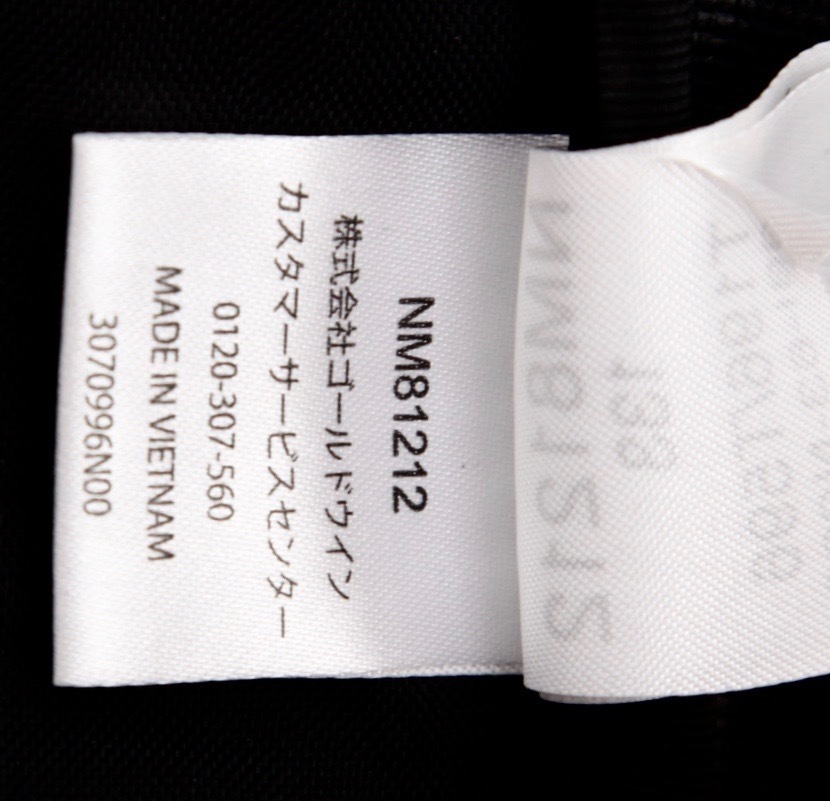 NM81212
株式会社ゴールドウイン
カスタマーサービスセンター
0120-307-560
MADE IN VIETNAM
3070996N00
NM81212